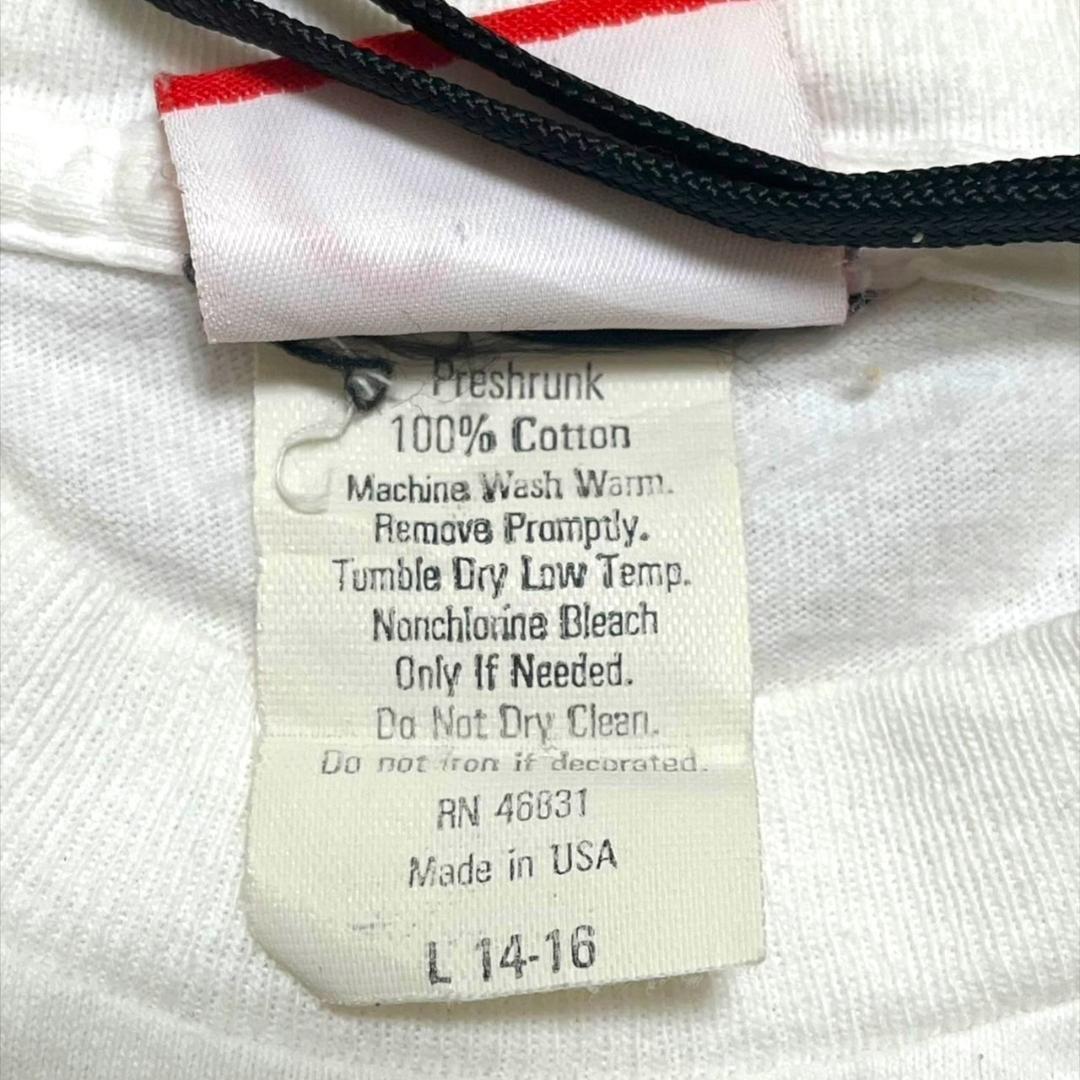 Preshrunk
100% Cotton
Machine Wash Warm.
Remove Promptly.
Tumble Dry Low Temp.
Nonchlorine Bleach
Only If Needed.
Do Not Dry Clean.
Do not iron if decorated.
RN 46831
Made in USA
L 14-16